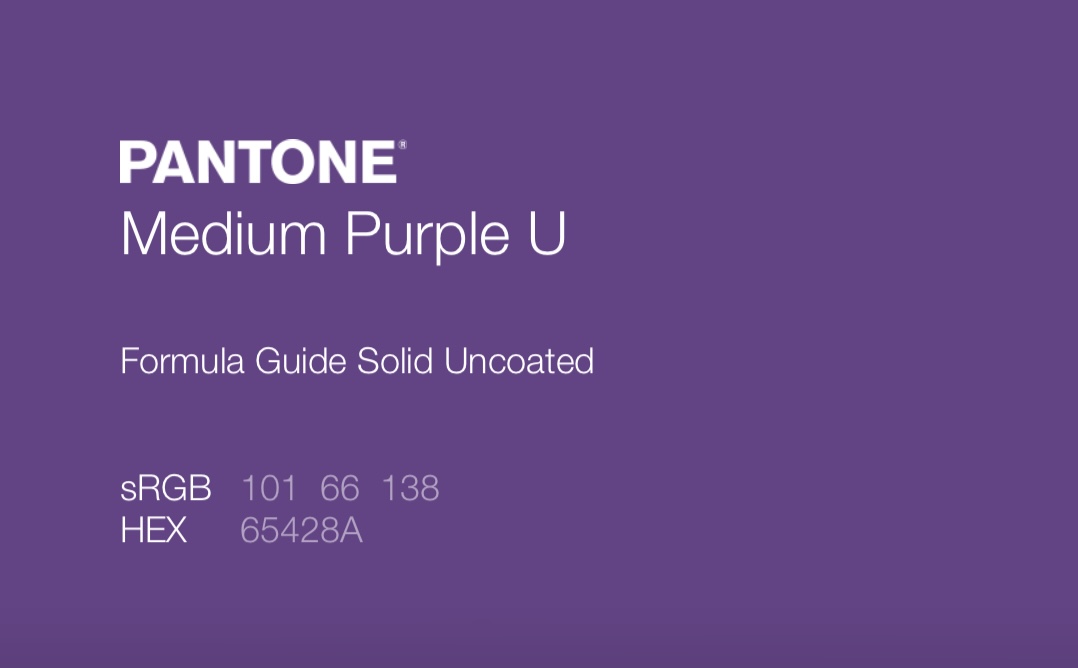 PANTONE®
Medium Purple U
Formula Guide Solid Uncoated
sRGB 101 66 138
HEX 65428A